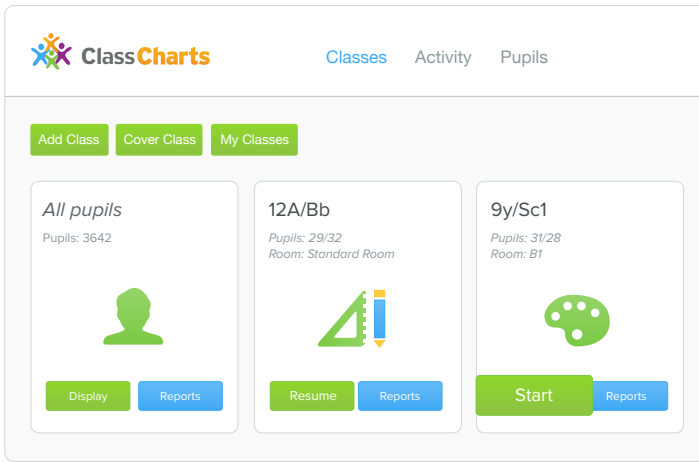 ClassCharts
Classes Activity Pupils
Add Class Cover Class My Classes
All pupils
Pupils: 3642
Display Reports
12A/Bb
Pupils: 29/32
Room: Standard Room
Resume Reports
9y/Sc1
Pupils: 31/28
Room: B1
Start Reports